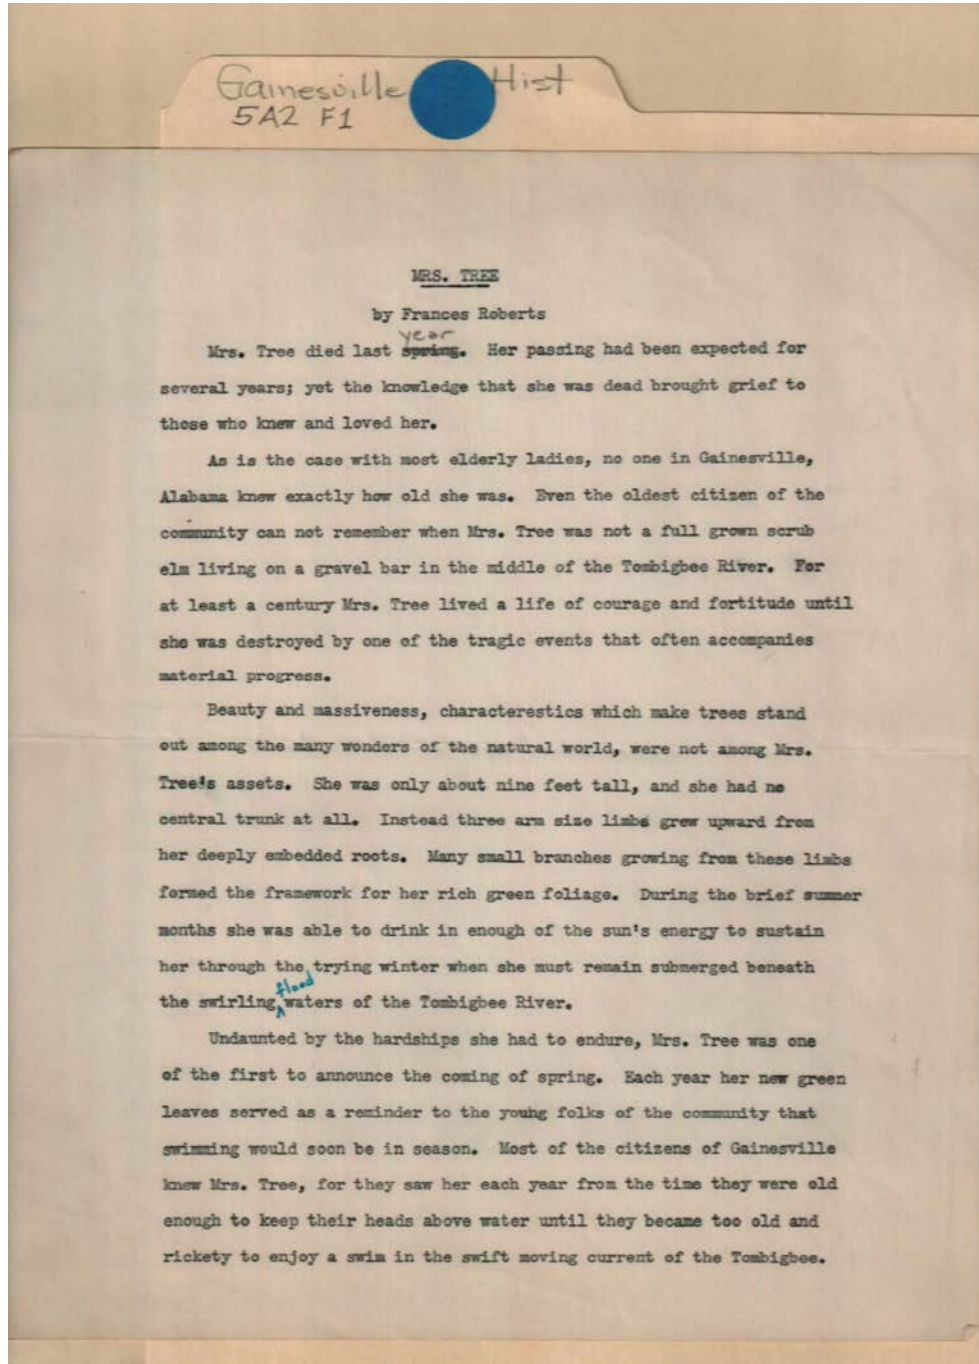 Gainesville Hist
5A2 F1
MRS. TREE
by Frances Roberts
year
Mrs. Tree died last spring. Her passing had been expected for
several years; yet the knowledge that she was dead brought grief to
those who knew and loved her.
As is the case with most elderly ladies, no one in Gainesville,
Alabama knew exactly how old she was. Even the oldest citizen of the
community can not remember when Mrs. Tree was not a full grown scrub
elm living on a gravel bar in the middle of the Tombigbee River. For
at least a century Mrs. Tree lived a life of courage and fortitude until
she was destroyed by one of the tragic events that often accompanies
material progress.
Beauty and massiveness, characterestics which make trees stand
out among the many wonders of the natural world, were not among Mrs.
Tree's assets. She was only about nine feet tall, and she had no
central trunk at all. Instead three arm size limbs grew upward from
her deeply embedded roots. Many small branches growing from these limbs
formed the framework for her rich green foliage. During the brief summer
months she was able to drink in enough of the sun's energy to sustain
her through the trying winter when she must remain submerged beneath
flood
the swirling waters of the Tombigbee River.
Undaunted by the hardships she had to endure, Mrs. Tree was one
of the first to announce the coming of spring. Each year her new green
leaves served as a reminder to the young folks of the community that
swimming would soon be in season. Most of the citizens of Gainesville
knew Mrs. Tree, for they saw her each year from the time they were old
enough to keep their heads above water until they became too old and
rickety to enjoy a swim in the swift moving current of the Tombigbee.